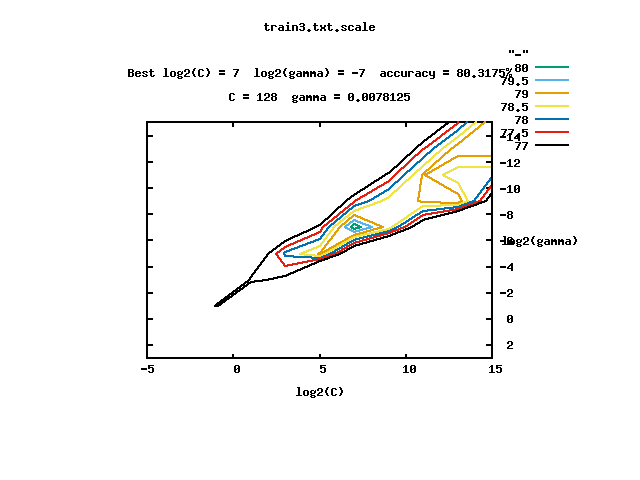 train3.txt.scale
"-"
Best log2(C) = 7  log2(gamma) = -7  accuracy = 80.3175%
80
79.5
C = 128  gamma = 0.0078125
79
78.5
78
77.5
77
-14
-12
-10
-8
-6
log2(gamma)
-4
-2
0
2
-5 0 5 10 15
log2(C)